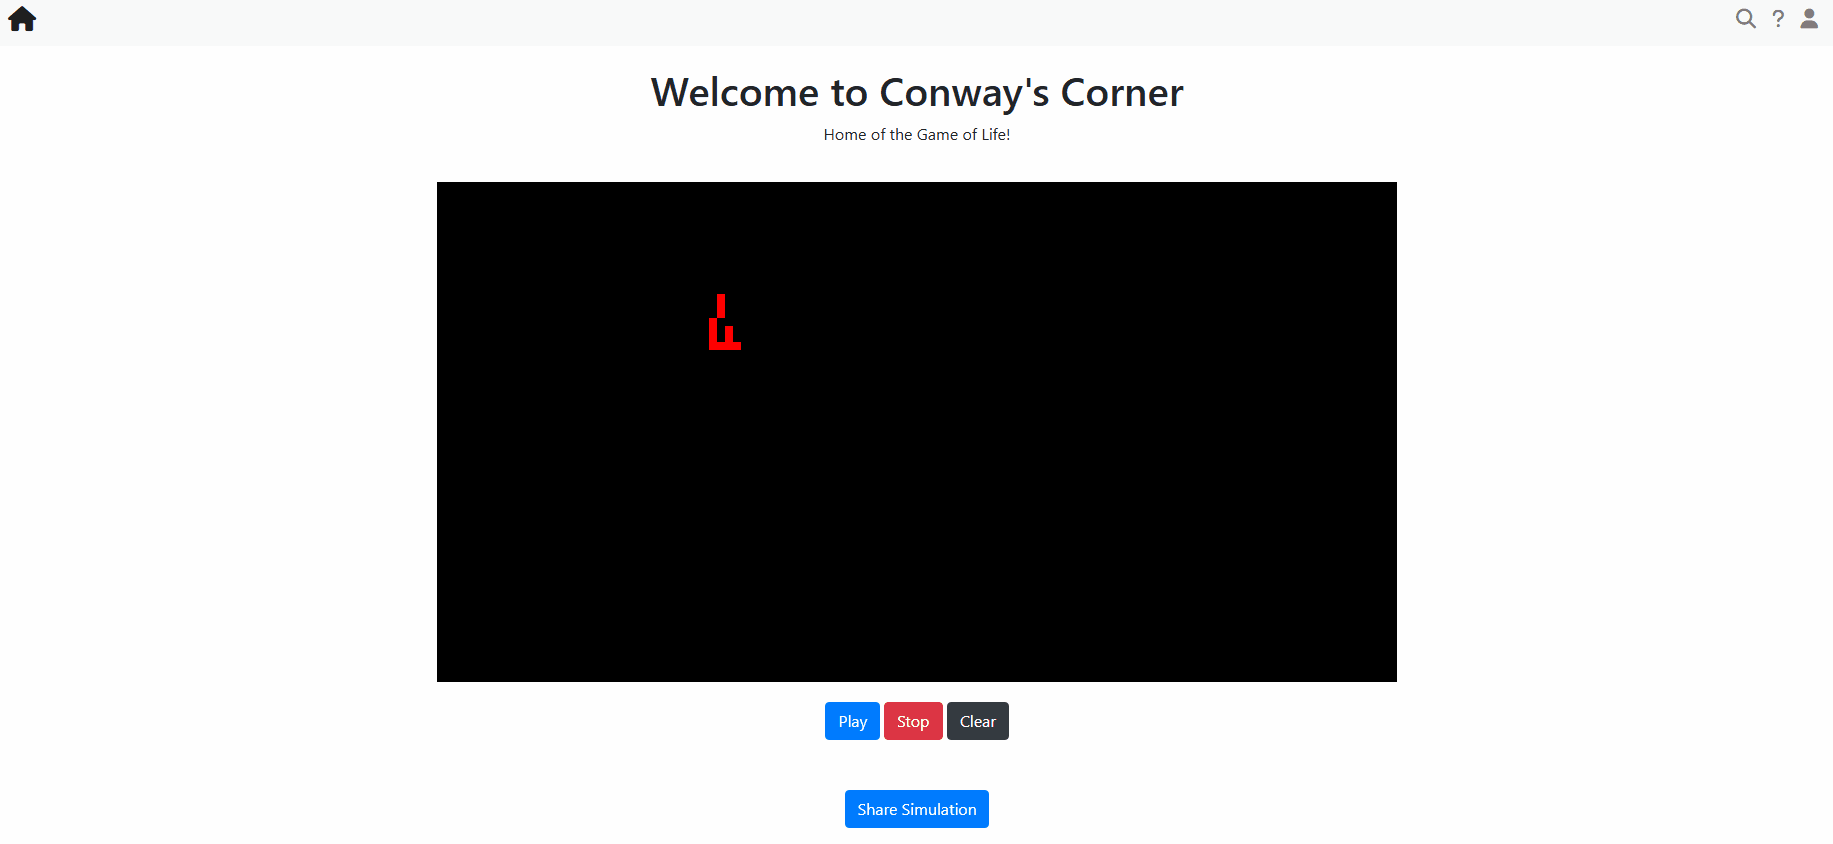 ?
Welcome to Conway's Corner
Home of the Game of Life!
Play Stop Clear
Share Simulation